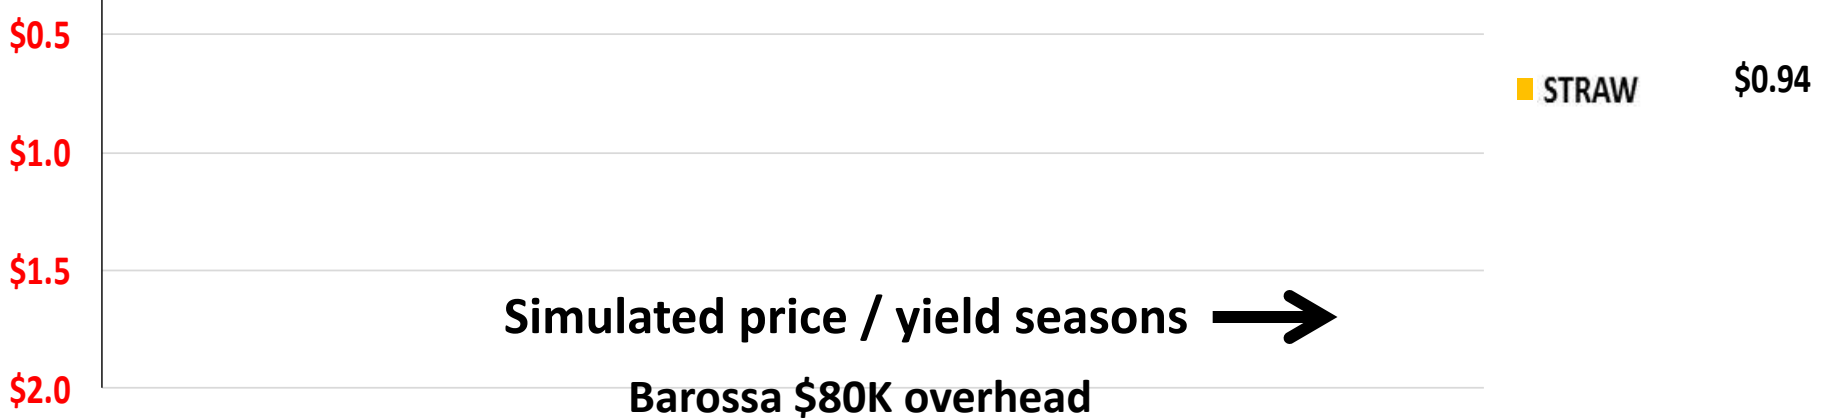 $0.5
STRAW $0.94
$1.0
$1.5
Simulated price / yield seasons
$2.0
Barossa $80K overhead